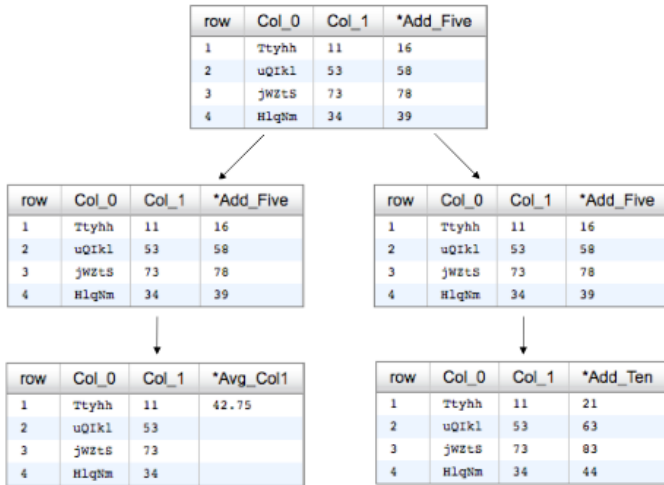 row Col_0 Col_1 *Add_Five
1 Ttyhh 11 16
2 uQIkl 53 58
3 jWZtS 73 78
4 HlqNm 34 39
row Col_0 Col_1 *Add_Five
1 Ttyhh 11 16
2 uQIkl 53 58
3 jWZtS 73 78
4 HlqNm 34 39
row Col_0 Col_1 *Add_Five
1 Ttyhh 11 16
2 uQIkl 53 58
3 jWZtS 73 78
4 HlqNm 34 39
row Col_0 Col_1 *Avg_Col1
1 Ttyhh 11 42.75
2 uQIkl 53
3 jWZtS 73
4 HlqNm 34
row Col_0 Col_1 *Add_Ten
1 Ttyhh 11 21
2 uQIkl 53 63
3 jWZtS 73 83
4 HlqNm 34 44